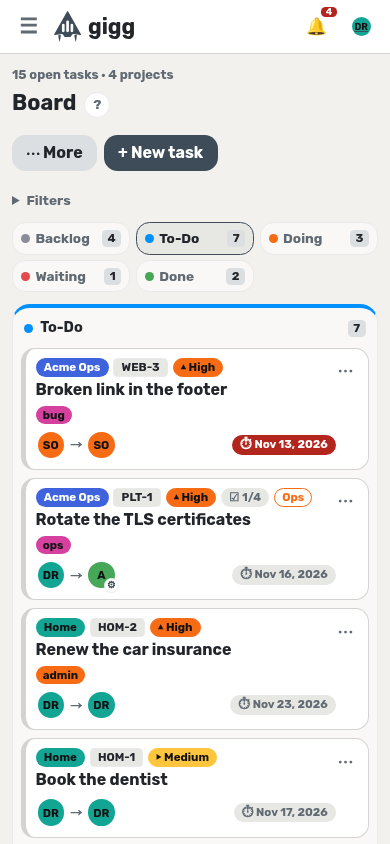 gigg
4
DR
15 open tasks · 4 projects
Board ?
··· More + New task
Filters
Backlog 4 To-Do 7 Doing 3
Waiting 1 Done 2
To-Do 7
Acme Ops WEB-3 High ···
Broken link in the footer
bug
SO → SO Nov 13, 2026
Acme Ops PLT-1 High 1/4 Ops ···
Rotate the TLS certificates
ops
DR → A Nov 16, 2026
Home HOM-2 High ···
Renew the car insurance
admin
DR → DR Nov 23, 2026
Home HOM-1 Medium ···
Book the dentist
DR → DR Nov 17, 2026